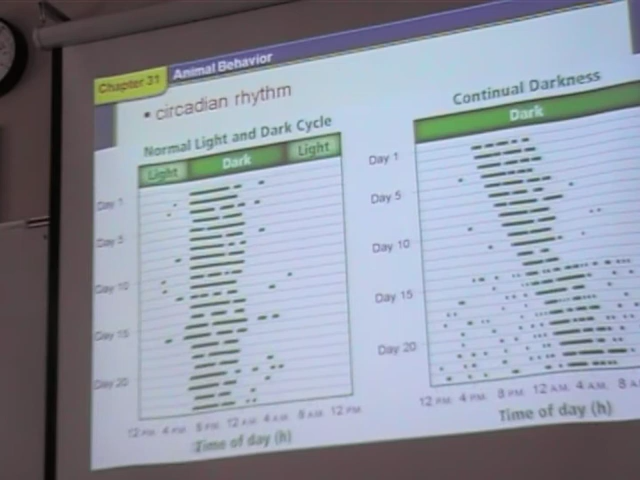 Chapter 31 Animal Behavior
• circadian rhythm
Normal Light and Dark Cycle
Light Dark Light
Day 1
Day 5
Day 10
Day 15
Day 20
12 P.M. 4 P.M. 8 P.M. 12 A.M. 4 A.M. 8 A.M. 12 P.M.
Time of day (h)
Continual Darkness
Dark
Day 1
Day 5
Day 10
Day 15
Day 20
12 P.M. 4 P.M. 8 P.M. 12 A.M. 4 A.M. 8 A.
Time of day (h)